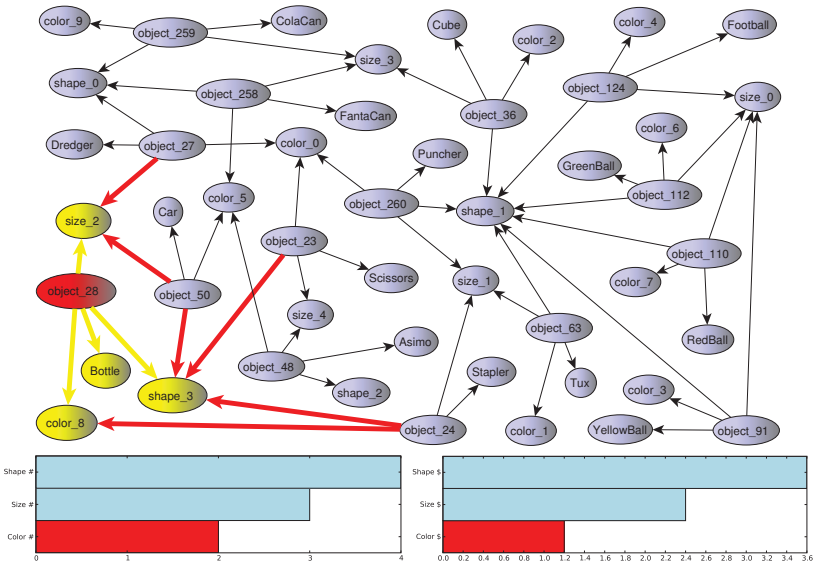 color_9
object_259
ColaCan
Cube
color_2
color_4
Football
size_3
shape_0
object_258
object_124
size_0
FantaCan
object_36
color_6
Dredger
object_27
color_0
Puncher
GreenBall
object_112
Car
color_5
object_260
shape_1
size_2
object_23
object_110
Scissors
size_1
color_7
object_28
object_50
size_4
object_63
RedBall
Asimo
Bottle
object_48
Stapler
Tux
shape_3
shape_2
color_3
color_8
object_24
color_1
YellowBall
object_91
Shape #
Size #
Color #
0 1 2 3 4
Shape $
Size $
Color $
0.0 0.2 0.4 0.6 0.8 1.0 1.2 1.4 1.6 1.8 2.0 2.2 2.4 2.6 2.8 3.0 3.2 3.4 3.6